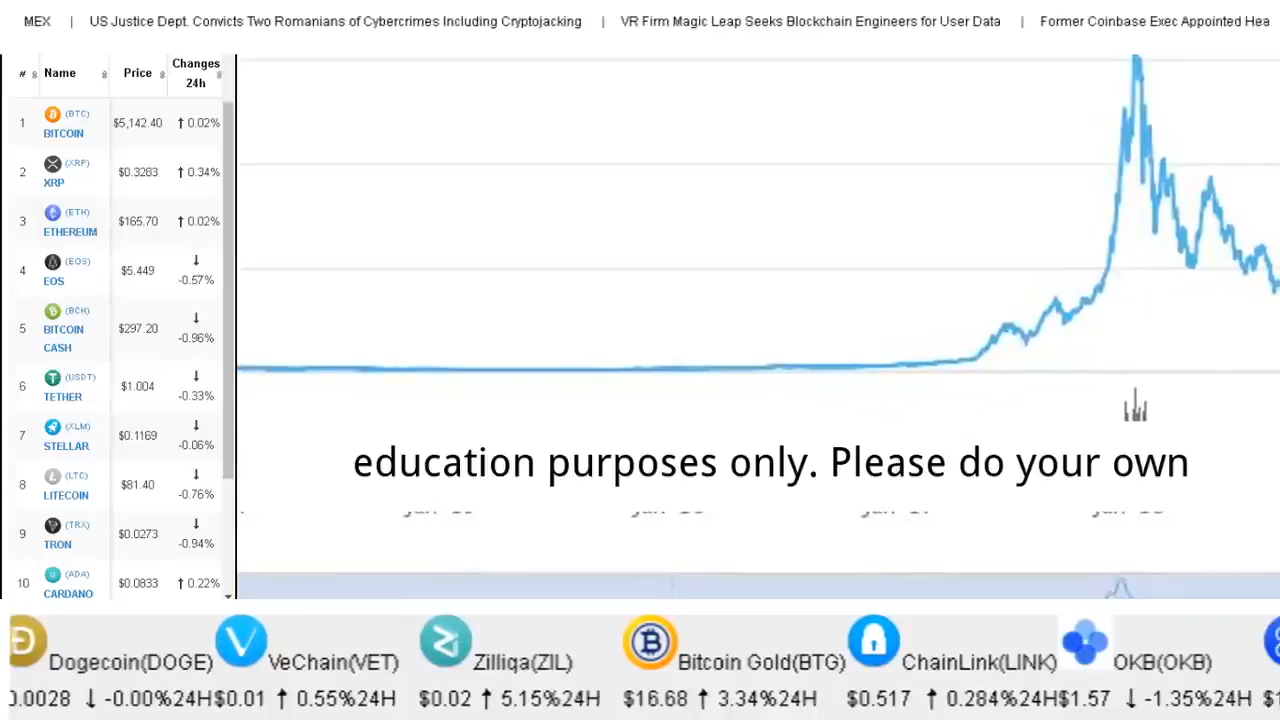 MEX | US Justice Dept. Convicts Two Romanians of Cybercrimes Including Cryptojacking | VR Firm Magic Leap Seeks Blockchain Engineers for User Data | Former Coinbase Exec Appointed Hea
# Name Price Changes 24h
1 (BTC) BITCOIN $5,142.40 ↑ 0.02%
2 (XRP) XRP $0.3283 ↑ 0.34%
3 (ETH) ETHEREUM $165.70 ↑ 0.02%
4 (EOS) EOS $5.449 ↓ -0.57%
5 (BCH) BITCOIN CASH $297.20 ↓ -0.96%
6 (USDT) TETHER $1.004 ↓ -0.33%
7 (XLM) STELLAR $0.1169 ↓ -0.06%
8 (LTC) LITECOIN $81.40 ↓ -0.76%
9 (TRX) TRON $0.0273 ↓ -0.94%
10 (ADA) CARDANO $0.0833 ↑ 0.22%
education purposes only. Please do your own
Dogecoin(DOGE) VeChain(VET) Zilliqa(ZIL) Bitcoin Gold(BTG) ChainLink(LINK) OKB(OKB)
0.0028 ↓ -0.00%24H $0.01 ↑ 0.55%24H $0.02 ↑ 5.15%24H $16.68 ↑ 3.34%24H $0.517 ↑ 0.284%24H $1.57 ↓ -1.35%24H